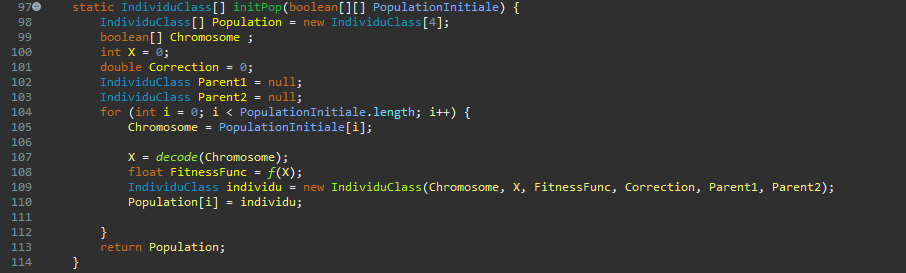 97 static IndividuClass[] initPop(boolean[][] PopulationInitiale) {
98 IndividuClass[] Population = new IndividuClass[4];
99 boolean[] Chromosome ;
100 int X = 0;
101 double Correction = 0;
102 IndividuClass Parent1 = null;
103 IndividuClass Parent2 = null;
104 for (int i = 0; i < PopulationInitiale.length; i++) {
105 Chromosome = PopulationInitiale[i];
106
107 X = decode(Chromosome);
108 float FitnessFunc = f(X);
109 IndividuClass individu = new IndividuClass(Chromosome, X, FitnessFunc, Correction, Parent1, Parent2);
110 Population[i] = individu;
111
112 }
113 return Population;
114 }